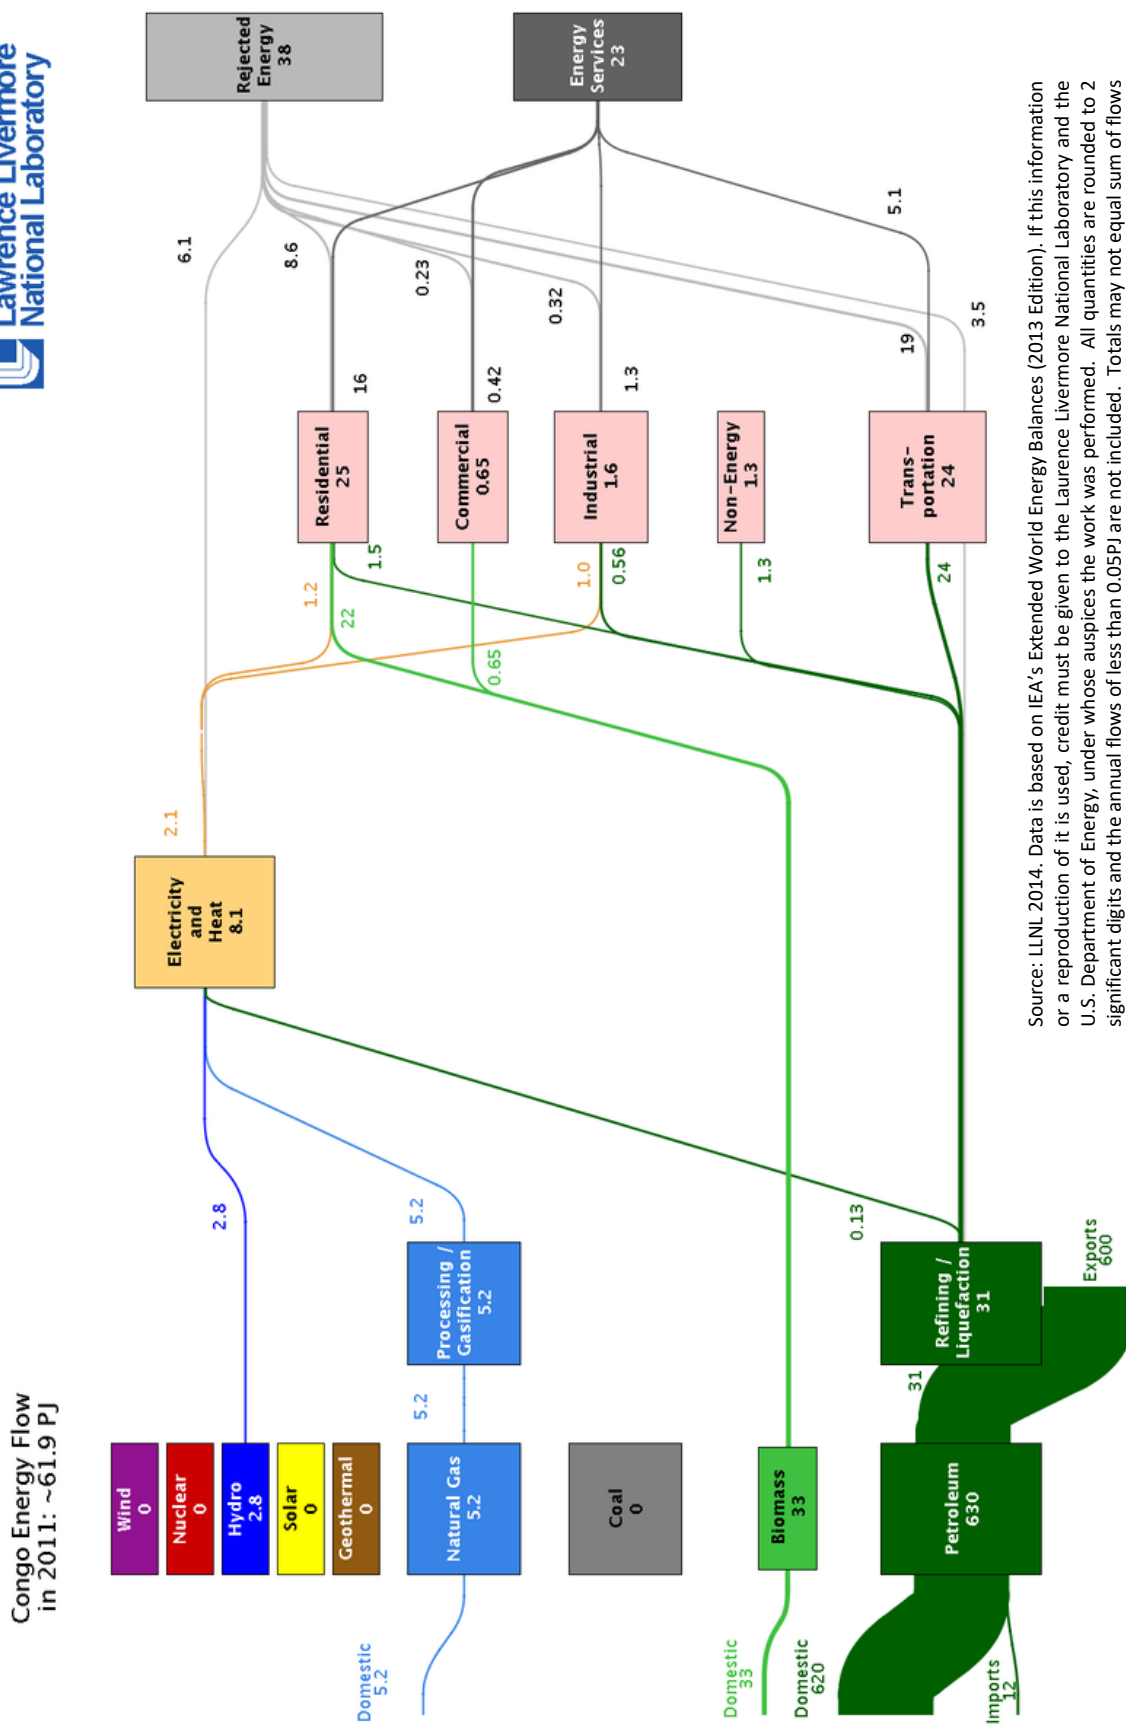 Congo Energy Flow
in 2011: ~61.9 PJ
Lawrence Livermore
National Laboratory
Wind
0
Nuclear
0
Hydro
2.8
Solar
0
Geothermal
0
Domestic
5.2
Natural Gas
5.2
Coal
0
Domestic
33
Biomass
33
Domestic
620
Imports
12
Petroleum
630
5.2
Processing /
Gasification
5.2
5.2
2.8
31
Refining /
Liquefaction
31
Exports
600
0.13
Electricity
and
Heat
8.1
2.1
1.2
22
1.5
0.65
1.0
0.56
1.3
24
Residential
25
Commercial
0.65
Industrial
1.6
Non-Energy
1.3
Trans-
portation
24
16
0.42
1.3
19
3.5
6.1
8.6
0.23
0.32
5.1
Rejected
Energy
38
Energy
Services
23
Source: LLNL 2014. Data is based on IEA's Extended World Energy Balances (2013 Edition). If this information
or a reproduction of it is used, credit must be given to the Laurence Livermore National Laboratory and the
U.S. Department of Energy, under whose auspices the work was performed. All quantities are rounded to 2
significant digits and the annual flows of less than 0.05PJ are not included. Totals may not equal sum of flows